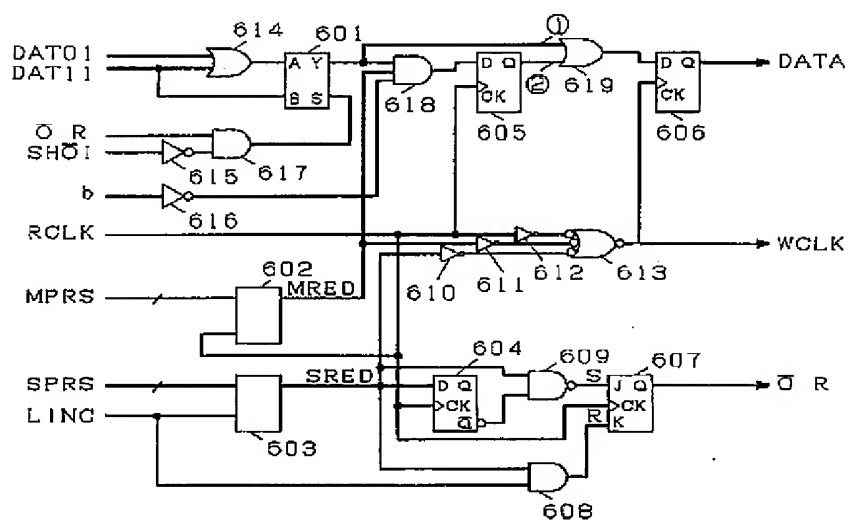 614
601
①
DAT01
DAT11
A Y
B S
D Q
CK
②
D Q
CK
DATA
618
619
605
606
O̅ R
SHO̅I
615
617
b
616
RCLK
WCLK
610
611
612
613
602
MRED
MPRS
604
609
607
SPRS
SRED
D Q
CK
Q̅
S
J Q
CK
K
R
O̅ R
LINC
603
608